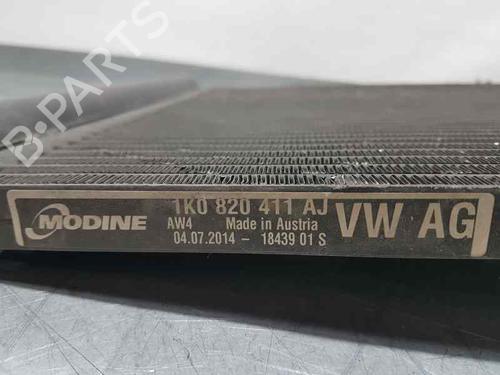 B-PARTS
MODINE
1K0 820 411 AJ
AW4 Made in Austria
04.07.2014 - 18439 01 S
VW AG